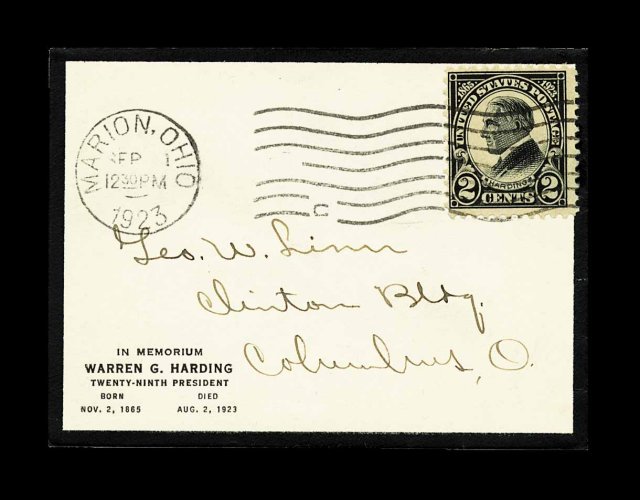 MARION, OHIO
SEP 1
12 30 PM
1923
C
1865 1923
UNITED STATES POSTAGE
HARDING
2 CENTS 2
Geo. W. Linn
Clinton Bldg.
Columbus, O.
IN MEMORIUM
WARREN G. HARDING
TWENTY-NINTH PRESIDENT
BORN DIED
NOV. 2, 1865 AUG. 2, 1923